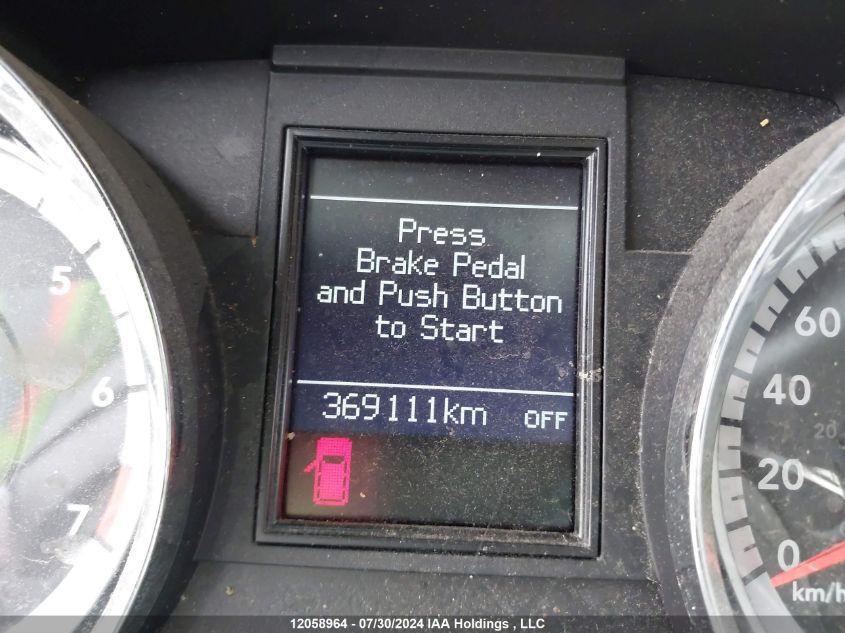 Press
Brake Pedal
and Push Button
to Start
369111km OFF
5
6
7
60
40
20
20
0
km/h
12058964 - 07/30/2024 IAA Holdings , LLC